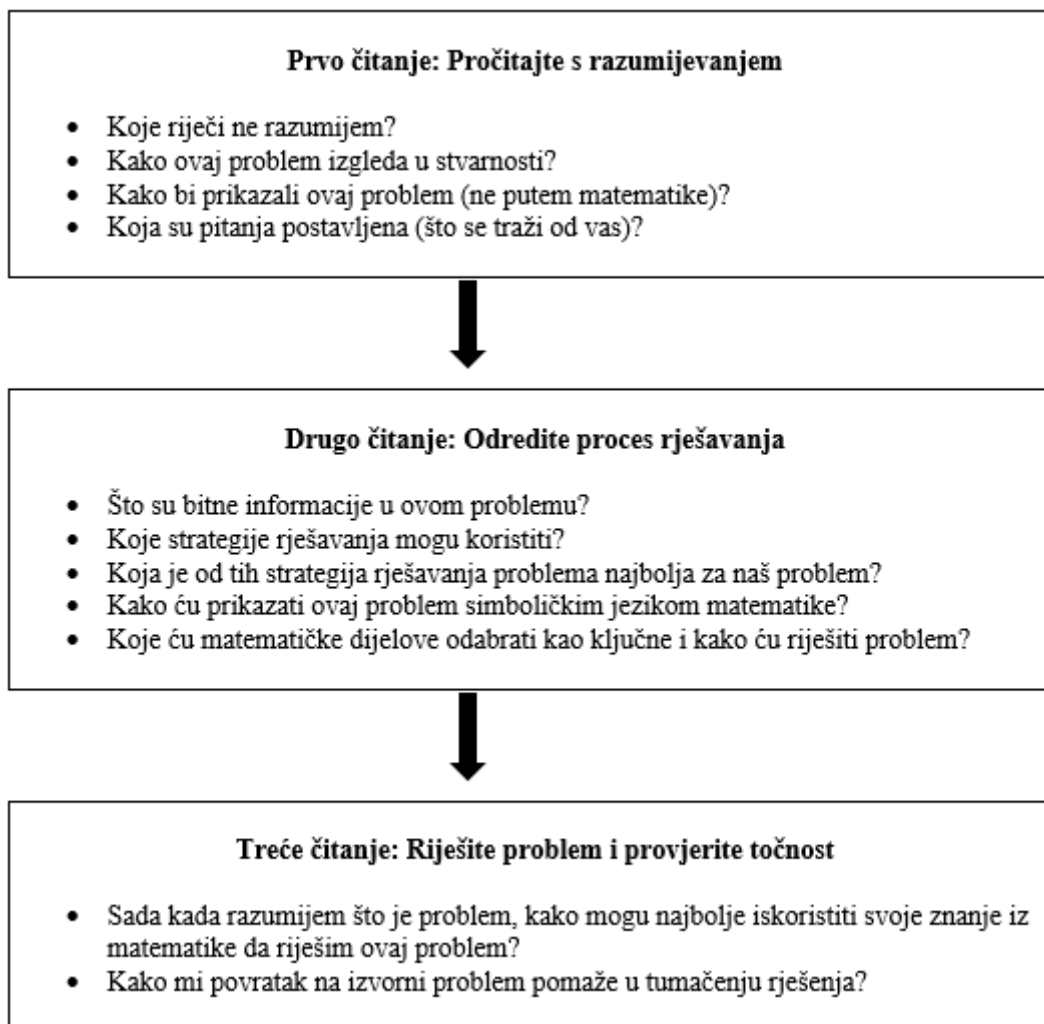 Prvo čitanje: Pročitajte s razumijevanjem
• Koje riječi ne razumijem?
• Kako ovaj problem izgleda u stvarnosti?
• Kako bi prikazali ovaj problem (ne putem matematike)?
• Koja su pitanja postavljena (što se traži od vas)?
Drugo čitanje: Odredite proces rješavanja
• Što su bitne informacije u ovom problemu?
• Koje strategije rješavanja mogu koristiti?
• Koja je od tih strategija rješavanja problema najbolja za naš problem?
• Kako ću prikazati ovaj problem simboličkim jezikom matematike?
• Koje ću matematičke dijelove odabrati kao ključne i kako ću riješiti problem?
Treće čitanje: Riješite problem i provjerite točnost
• Sada kada razumijem što je problem, kako mogu najbolje iskoristiti svoje znanje iz
matematike da riješim ovaj problem?
• Kako mi povratak na izvorni problem pomaže u tumačenju rješenja?